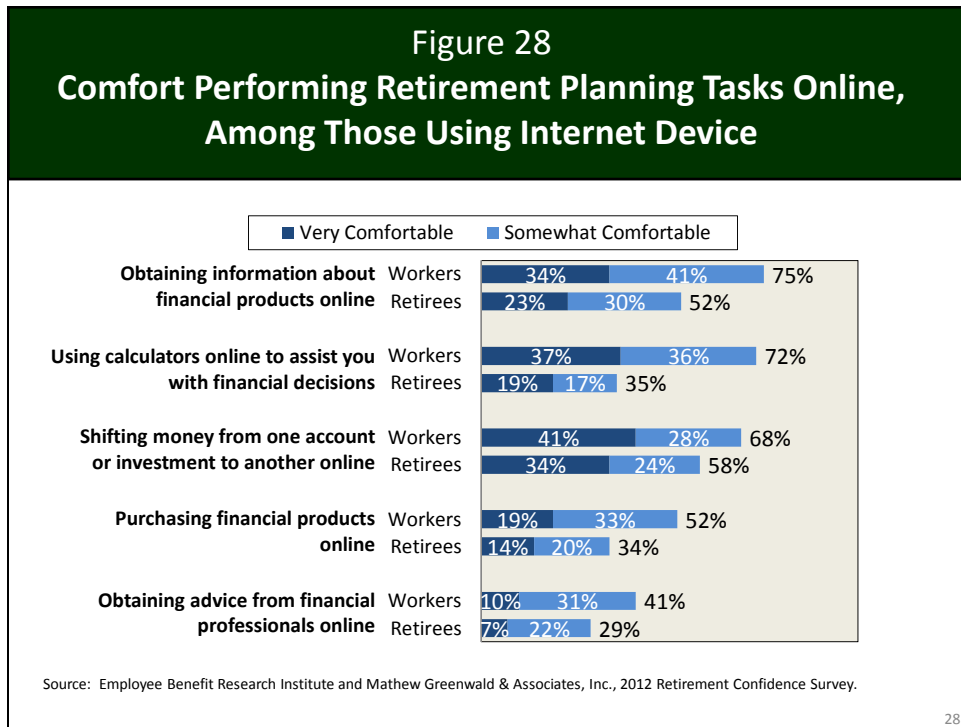 Figure 28
Comfort Performing Retirement Planning Tasks Online,
Among Those Using Internet Device
Very Comfortable Somewhat Comfortable
Obtaining information about Workers 34% 41% 75%
financial products online Retirees 23% 30% 52%
Using calculators online to assist you Workers 37% 36% 72%
with financial decisions Retirees 19% 17% 35%
Shifting money from one account Workers 41% 28% 68%
or investment to another online Retirees 34% 24% 58%
Purchasing financial products Workers 19% 33% 52%
online Retirees 14% 20% 34%
Obtaining advice from financial Workers 10% 31% 41%
professionals online Retirees 7% 22% 29%
Source: Employee Benefit Research Institute and Mathew Greenwald & Associates, Inc., 2012 Retirement Confidence Survey.
28